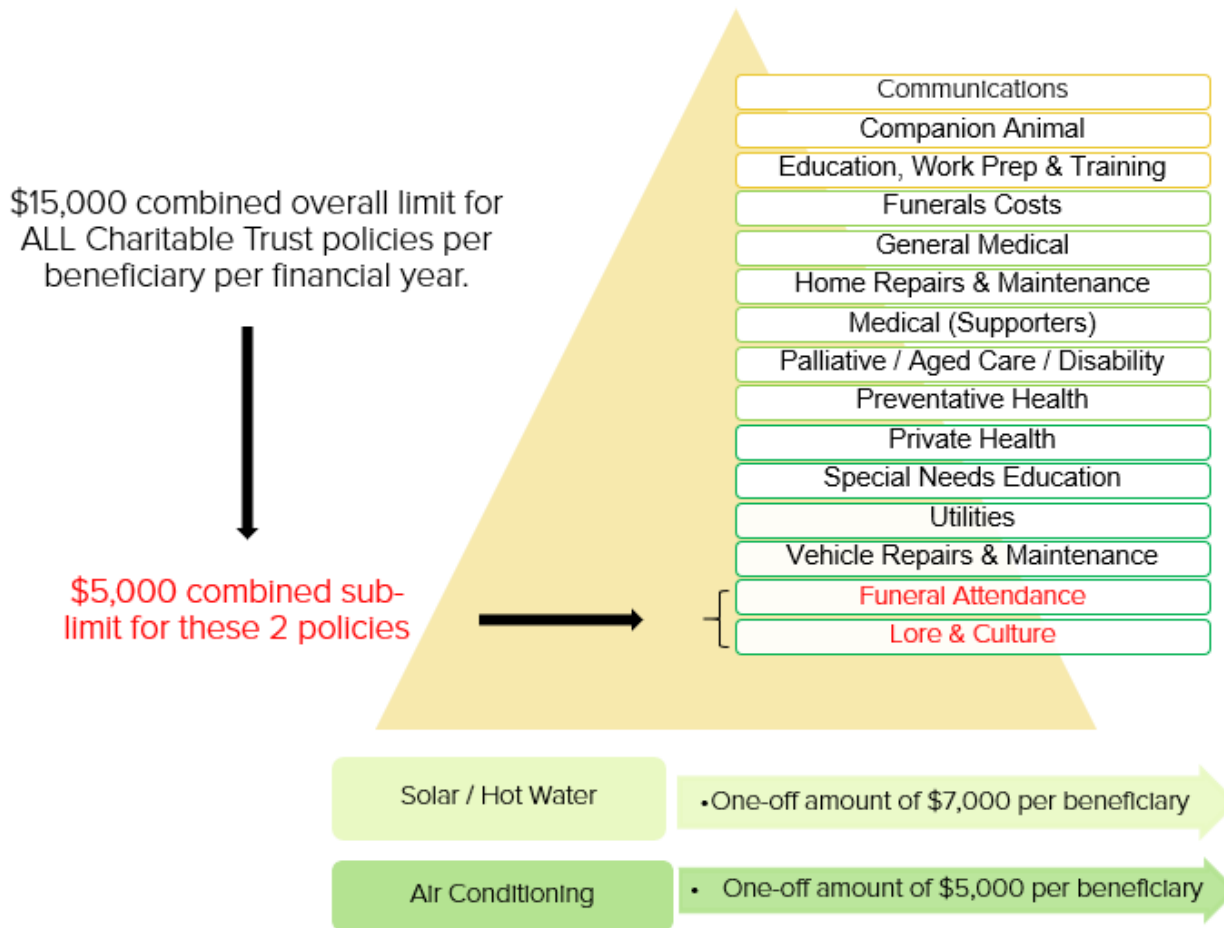 $15,000 combined overall limit for
ALL Charitable Trust policies per
beneficiary per financial year.
$5,000 combined sub-
limit for these 2 policies
Communications
Companion Animal
Education, Work Prep & Training
Funerals Costs
General Medical
Home Repairs & Maintenance
Medical (Supporters)
Palliative / Aged Care / Disability
Preventative Health
Private Health
Special Needs Education
Utilities
Vehicle Repairs & Maintenance
Funeral Attendance
Lore & Culture
Solar / Hot Water
•One-off amount of $7,000 per beneficiary
Air Conditioning
• One-off amount of $5,000 per beneficiary